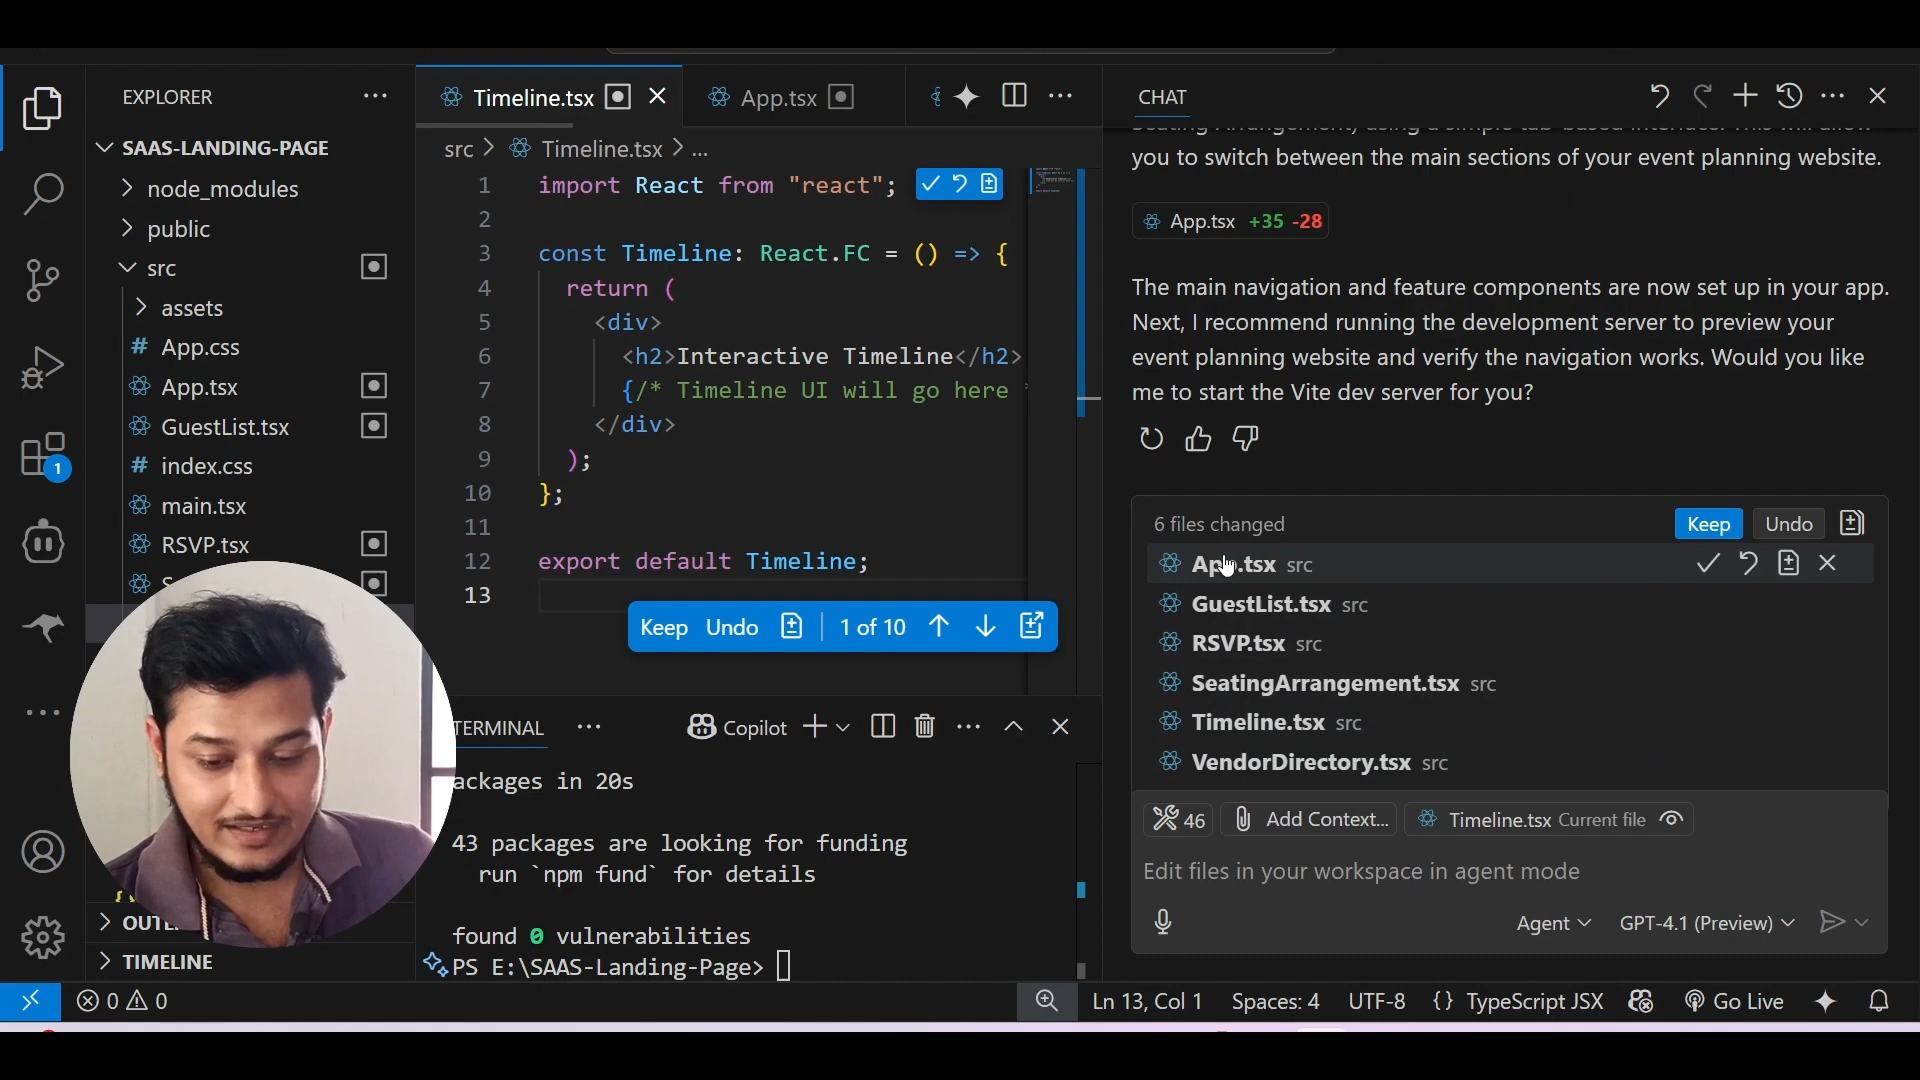 EXPLORER
SAAS-LANDING-PAGE
node_modules
public
src
assets
# App.css
App.tsx
GuestList.tsx
# index.css
main.tsx
RSVP.tsx
TIMELINE
1
Timeline.tsx
App.tsx
src > Timeline.tsx > ...
1 import React from "react";
2
3 const Timeline: React.FC = () => {
4 return (
5 <div>
6 <h2>Interactive Timeline</h2>
7 {/* Timeline UI will go here
8 </div>
9 );
10 };
11
12 export default Timeline;
13
Keep Undo 1 of 10
TERMINAL ... Copilot
ackages in 20s
43 packages are looking for funding
run `npm fund` for details
found 0 vulnerabilities
PS E:\SAAS-Landing-Page>
CHAT
you to switch between the main sections of your event planning website.
App.tsx +35 -28
The main navigation and feature components are now set up in your app.
Next, I recommend running the development server to preview your
event planning website and verify the navigation works. Would you like
me to start the Vite dev server for you?
6 files changed Keep Undo
App.tsx src
GuestList.tsx src
RSVP.tsx src
SeatingArrangement.tsx src
Timeline.tsx src
VendorDirectory.tsx src
46 Add Context... Timeline.tsx Current file
Edit files in your workspace in agent mode
Agent GPT-4.1 (Preview)
0 0 Ln 13, Col 1 Spaces: 4 UTF-8 {} TypeScript JSX Go Live